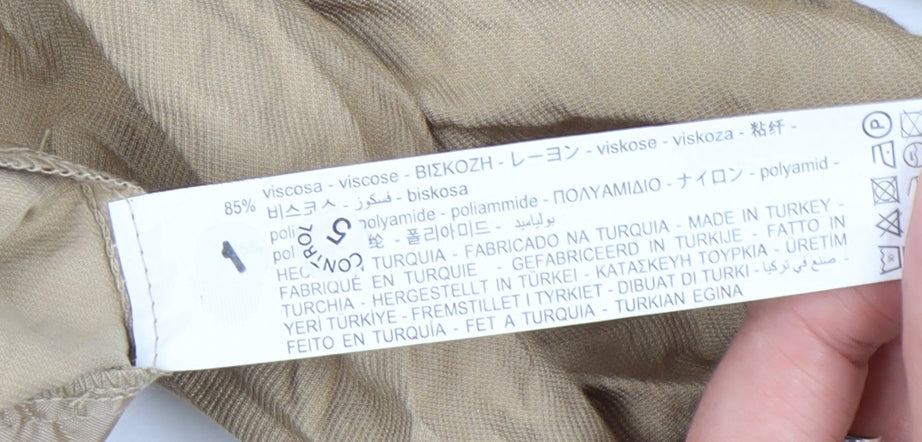 85% viscosa - viscose - ΒΙΣΚΟΖΗ - レーヨン - viskose - viskoza - 粘纤 -
비스코스 - فسكوز - biskosa
polyamide - poliammide - ΠΟΛΥΑΜΙΔΙΟ - ナイロン - polyamid -
纶 - 폴리아미드 - بولياميد
TURQUIA - FABRICADO NA TURQUIA - MADE IN TURKEY -
FABRIQUÉ EN TURQUIE - GEFABRICEERD IN TURKIJE - FATTO IN
TURCHIA - HERGESTELLT IN TÜRKEI - ΚΑΤΑΣΚΕΥΗ ΤΟΥΡΚΙΑ - ÜRETİM
YERİ TÜRKİYE - FREMSTILLET I TYRKIET - DIBUAT DI TURKI - صنع في تركيا -
FEITO EN TURQUÍA - FET A TURQUIA - TURKIAN EGINA
1
5
CONTROL
P